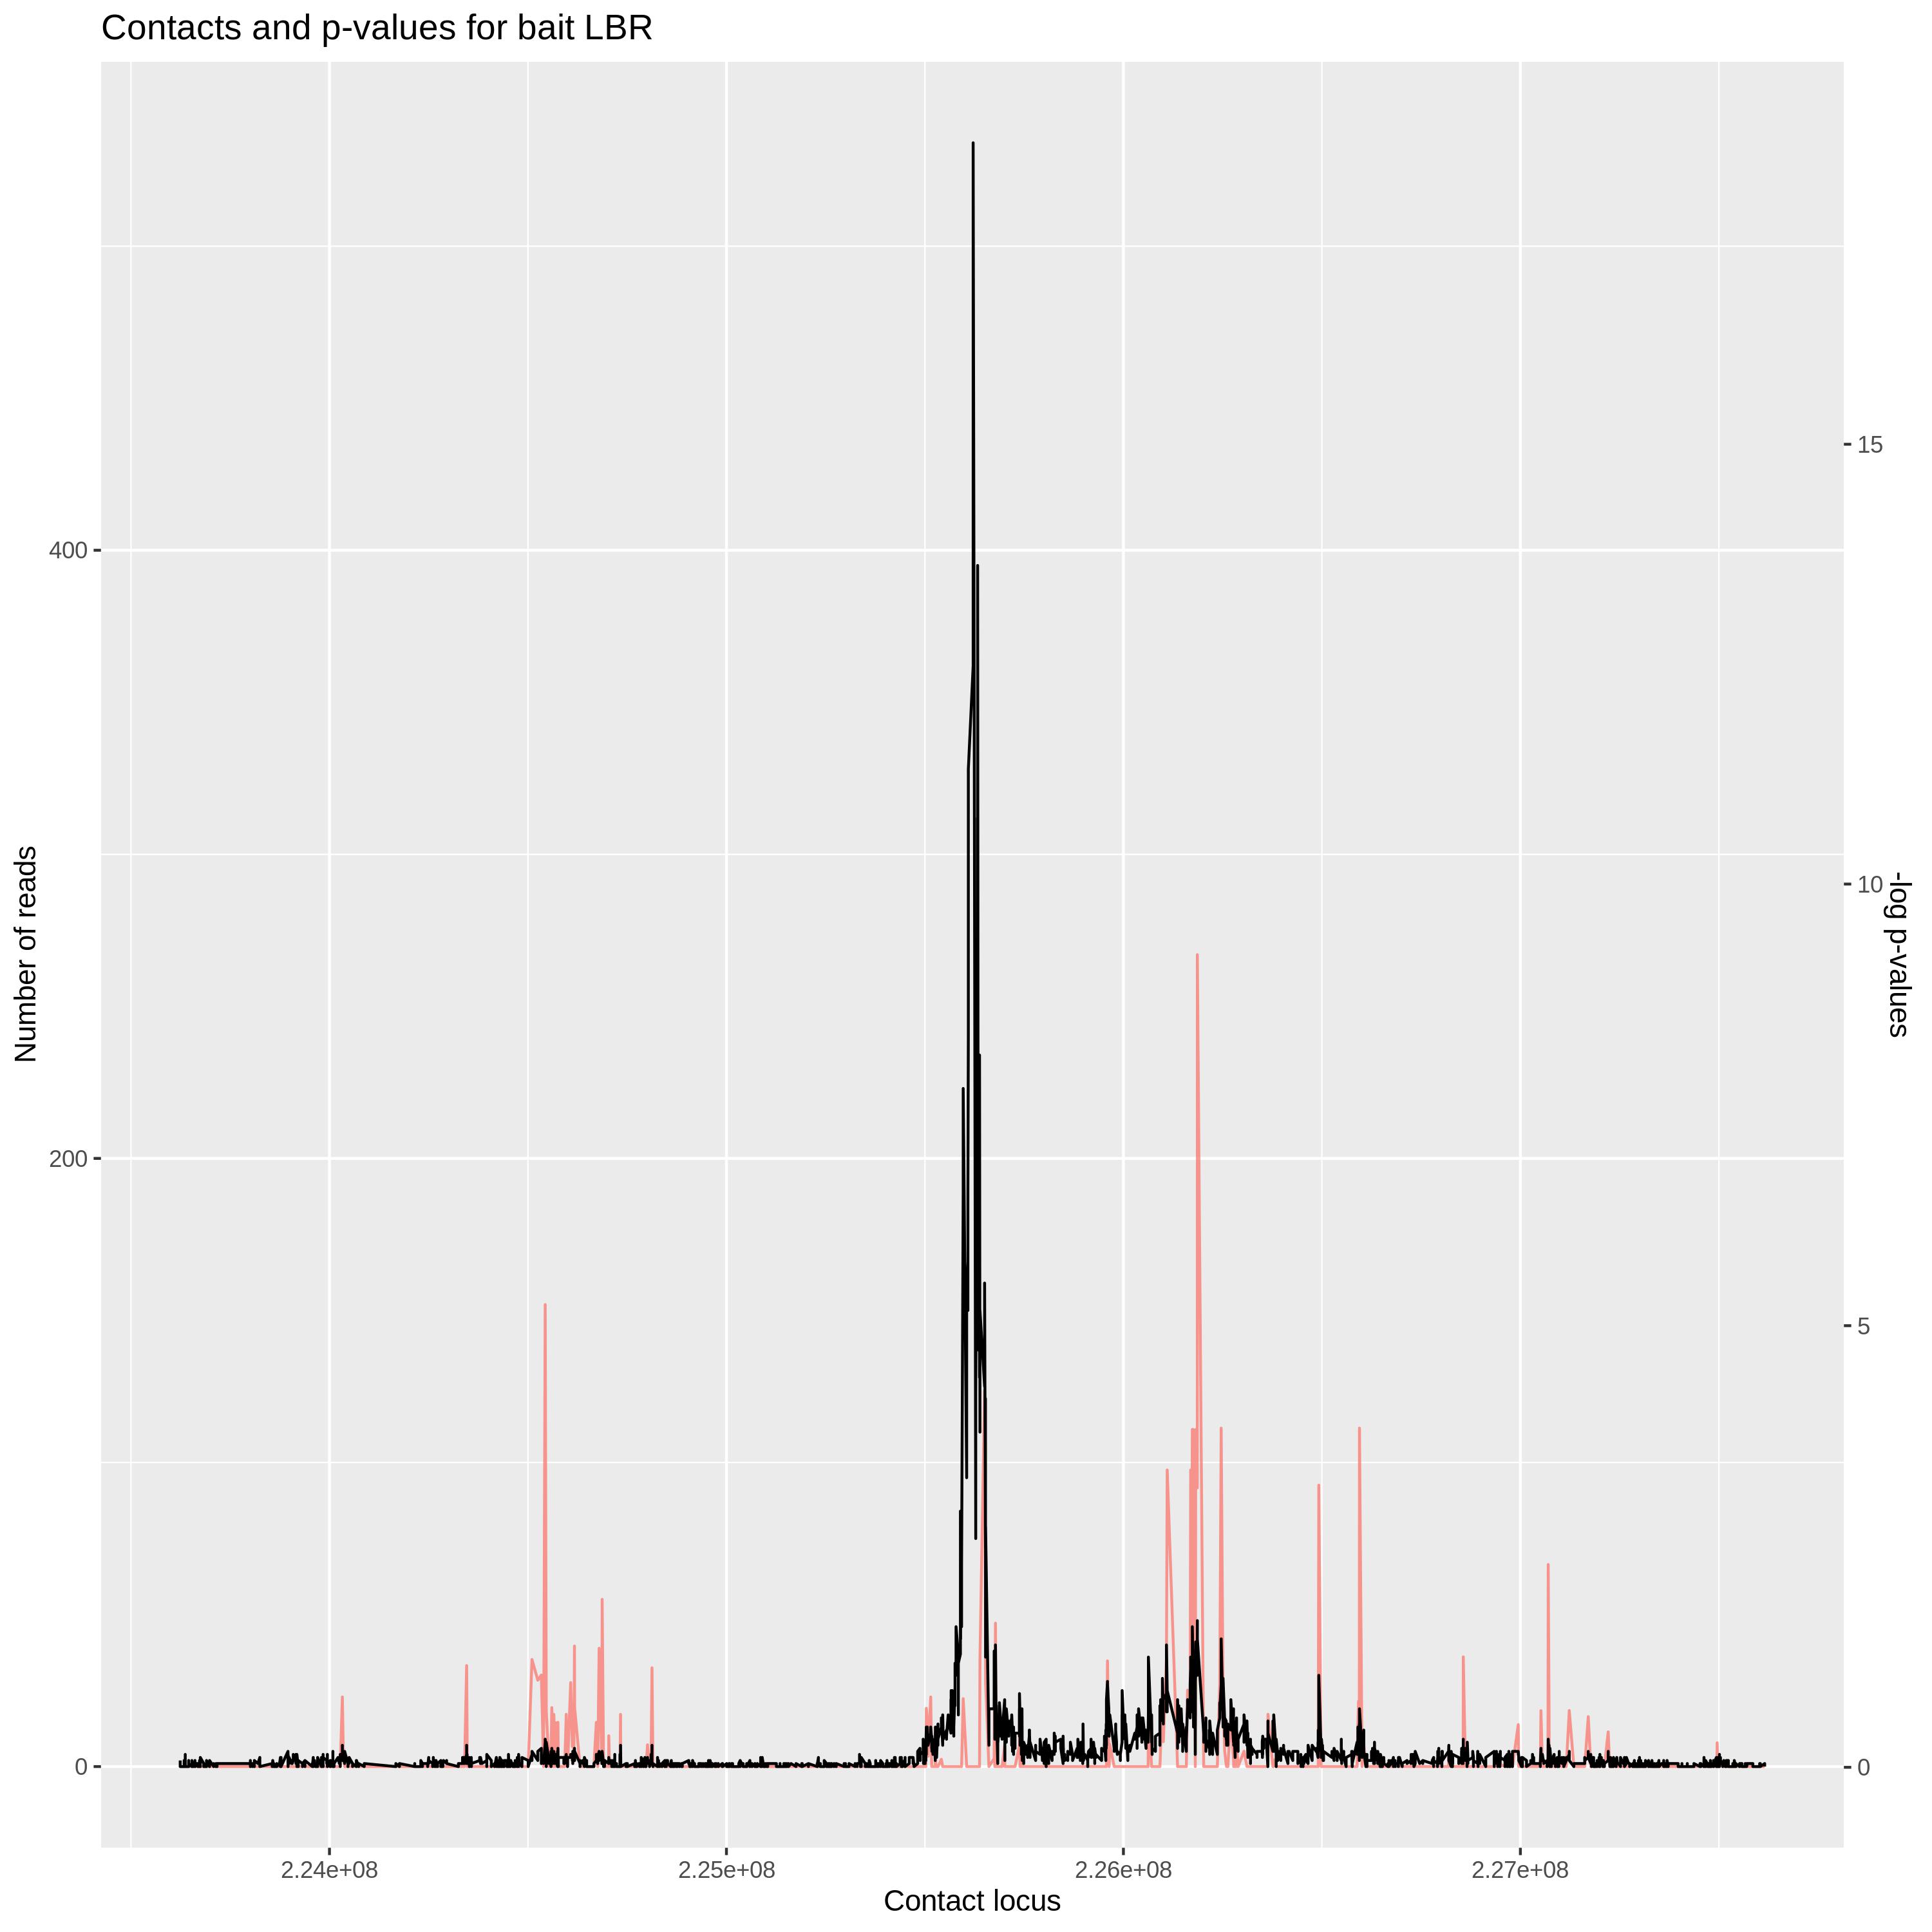 Contacts and p-values for bait LBR
400
200
0
Number of reads
15
10
5
0
-log p-values
2.24e+08
2.25e+08
2.26e+08
2.27e+08
Contact locus